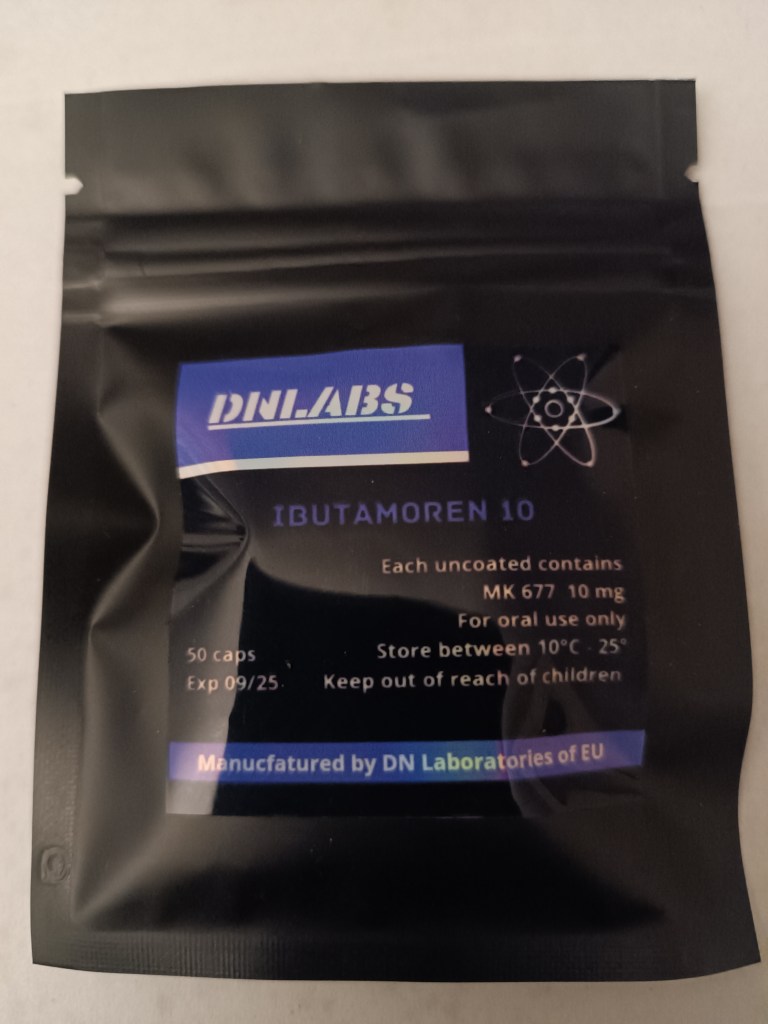 DNLABS
IBUTAMOREN 10
Each uncoated contains
MK 677 10 mg
For oral use only
50 caps
Store between 10°C - 25°
Exp 09/25
Keep out of reach of children
Manucfatured by DN Laboratories of EU